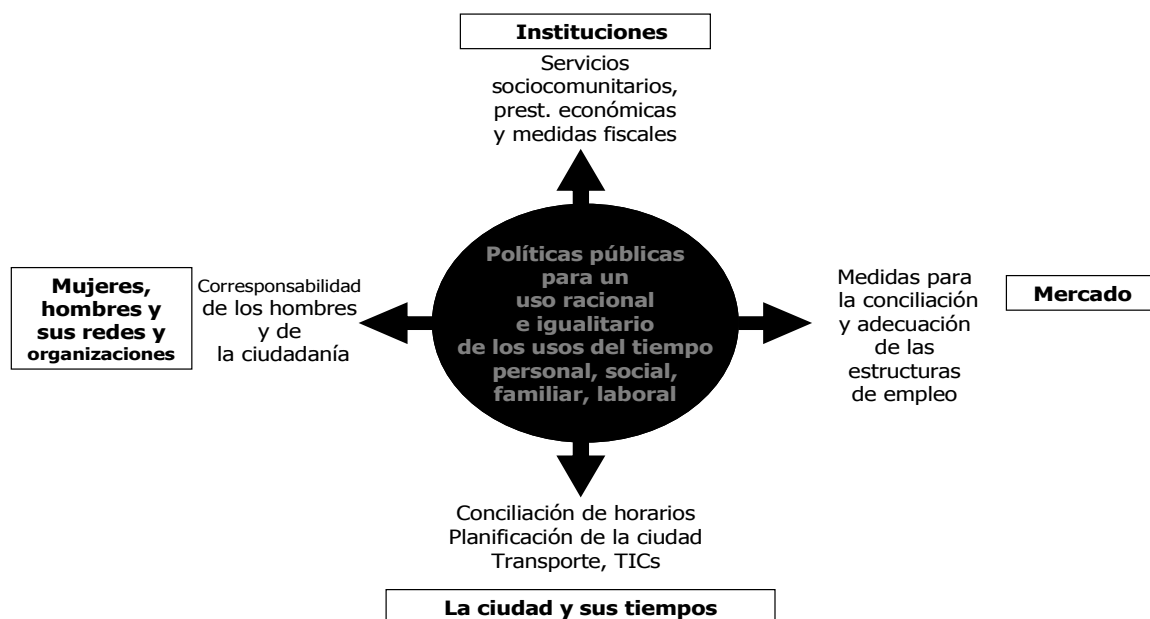 Instituciones
Servicios
sociocomunitarios,
prest. económicas
y medidas fiscales
Mujeres,
hombres y
sus redes y
organizaciones
Corresponsabilidad
de los hombres
y de
la ciudadanía
Políticas públicas
para un
uso racional
e igualitario
de los usos del tiempo
personal, social,
familiar, laboral
Medidas para
la conciliación
y adecuación
de las
estructuras
de empleo
Mercado
Conciliación de horarios
Planificación de la ciudad
Transporte, TICs
La ciudad y sus tiempos